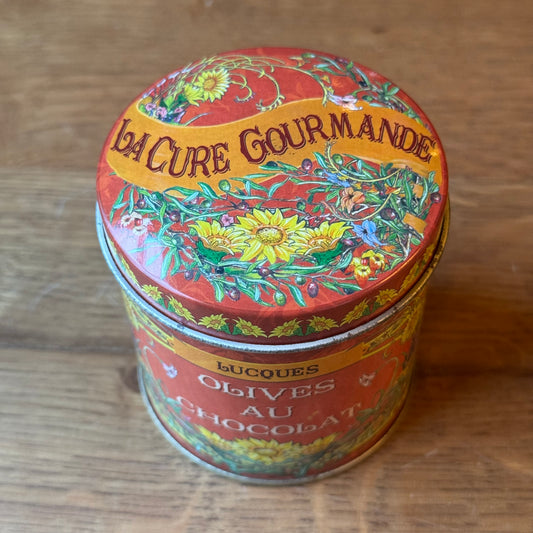 LA CURE GOURMANDE
LUCQUES
OLIVES
AU
CHOCOLAT